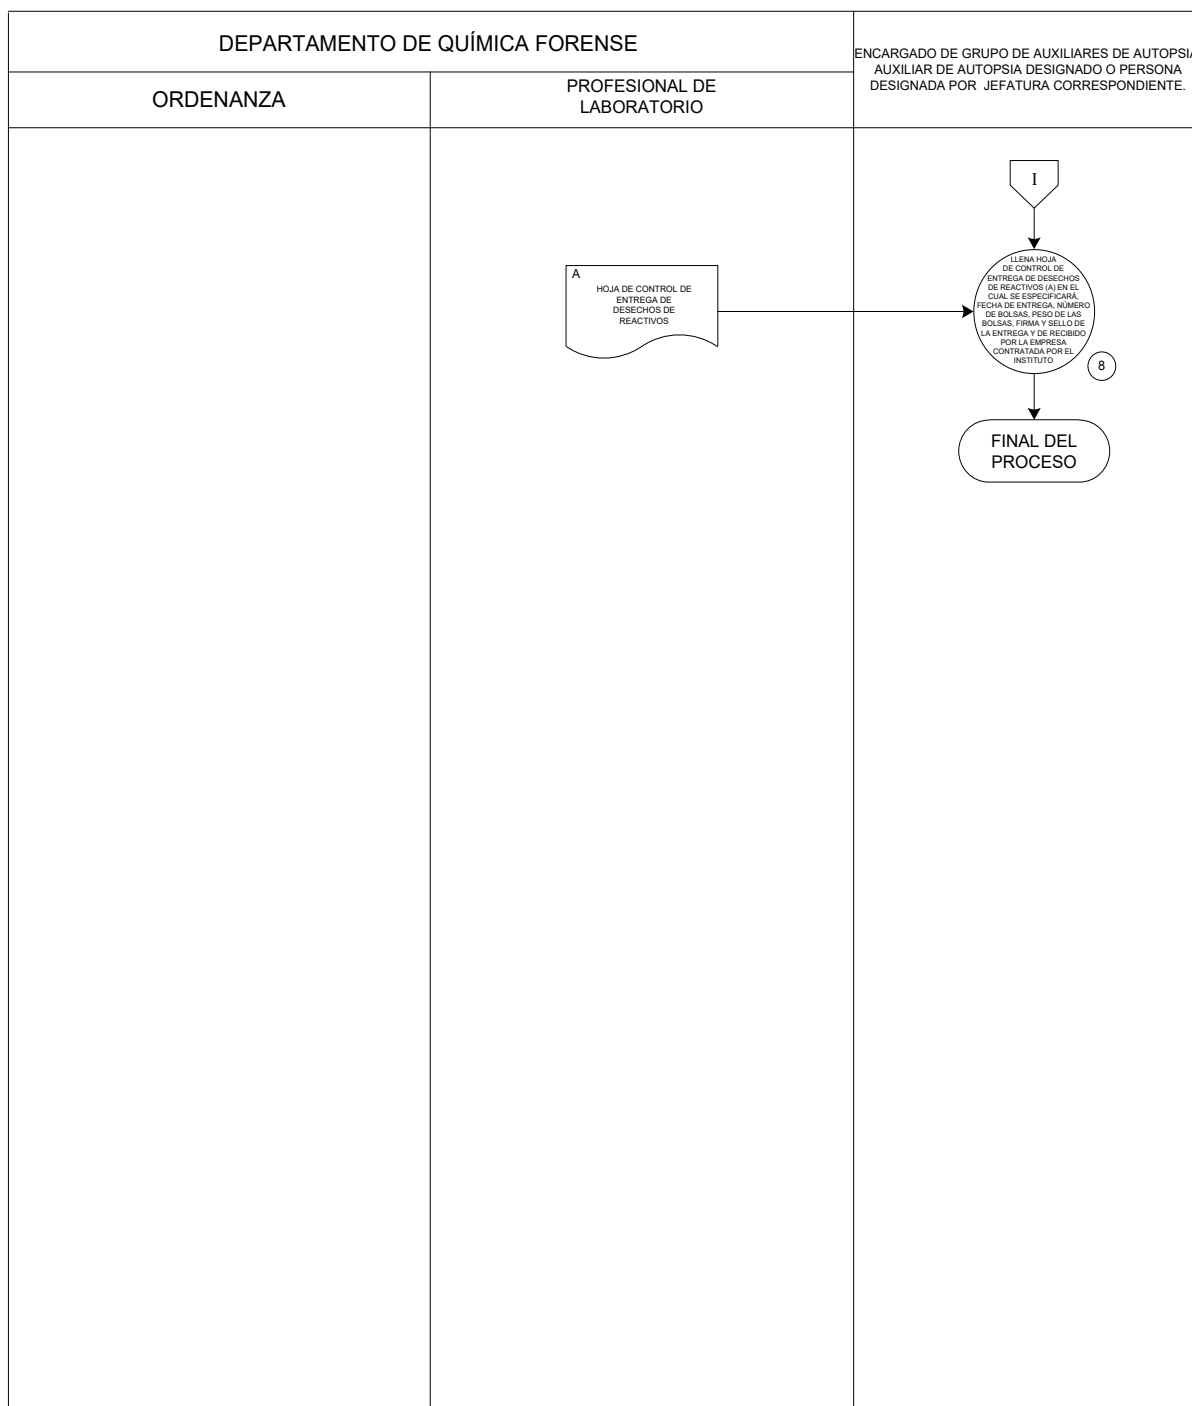 DEPARTAMENTO DE QUÍMICA FORENSE
ENCARGADO DE GRUPO DE AUXILIARES DE AUTOPSIA
AUXILIAR DE AUTOPSIA DESIGNADO O PERSONA
DESIGNADA POR JEFATURA CORRESPONDIENTE.
ORDENANZA
PROFESIONAL DE
LABORATORIO
I
A
HOJA DE CONTROL DE
ENTREGA DE
DESECHOS DE
REACTIVOS
LLENA HOJA
DE CONTROL DE
ENTREGA DE DESECHOS
DE REACTIVOS (A) EN EL
CUAL SE ESPECIFICARÁ,
FECHA DE ENTREGA, NÚMERO
DE BOLSAS, PESO DE LAS
BOLSAS, FIRMA Y SELLO DE
LA ENTREGA Y DE RECIBIDO
POR LA EMPRESA
CONTRATADA POR EL
INSTITUTO
8
FINAL DEL
PROCESO